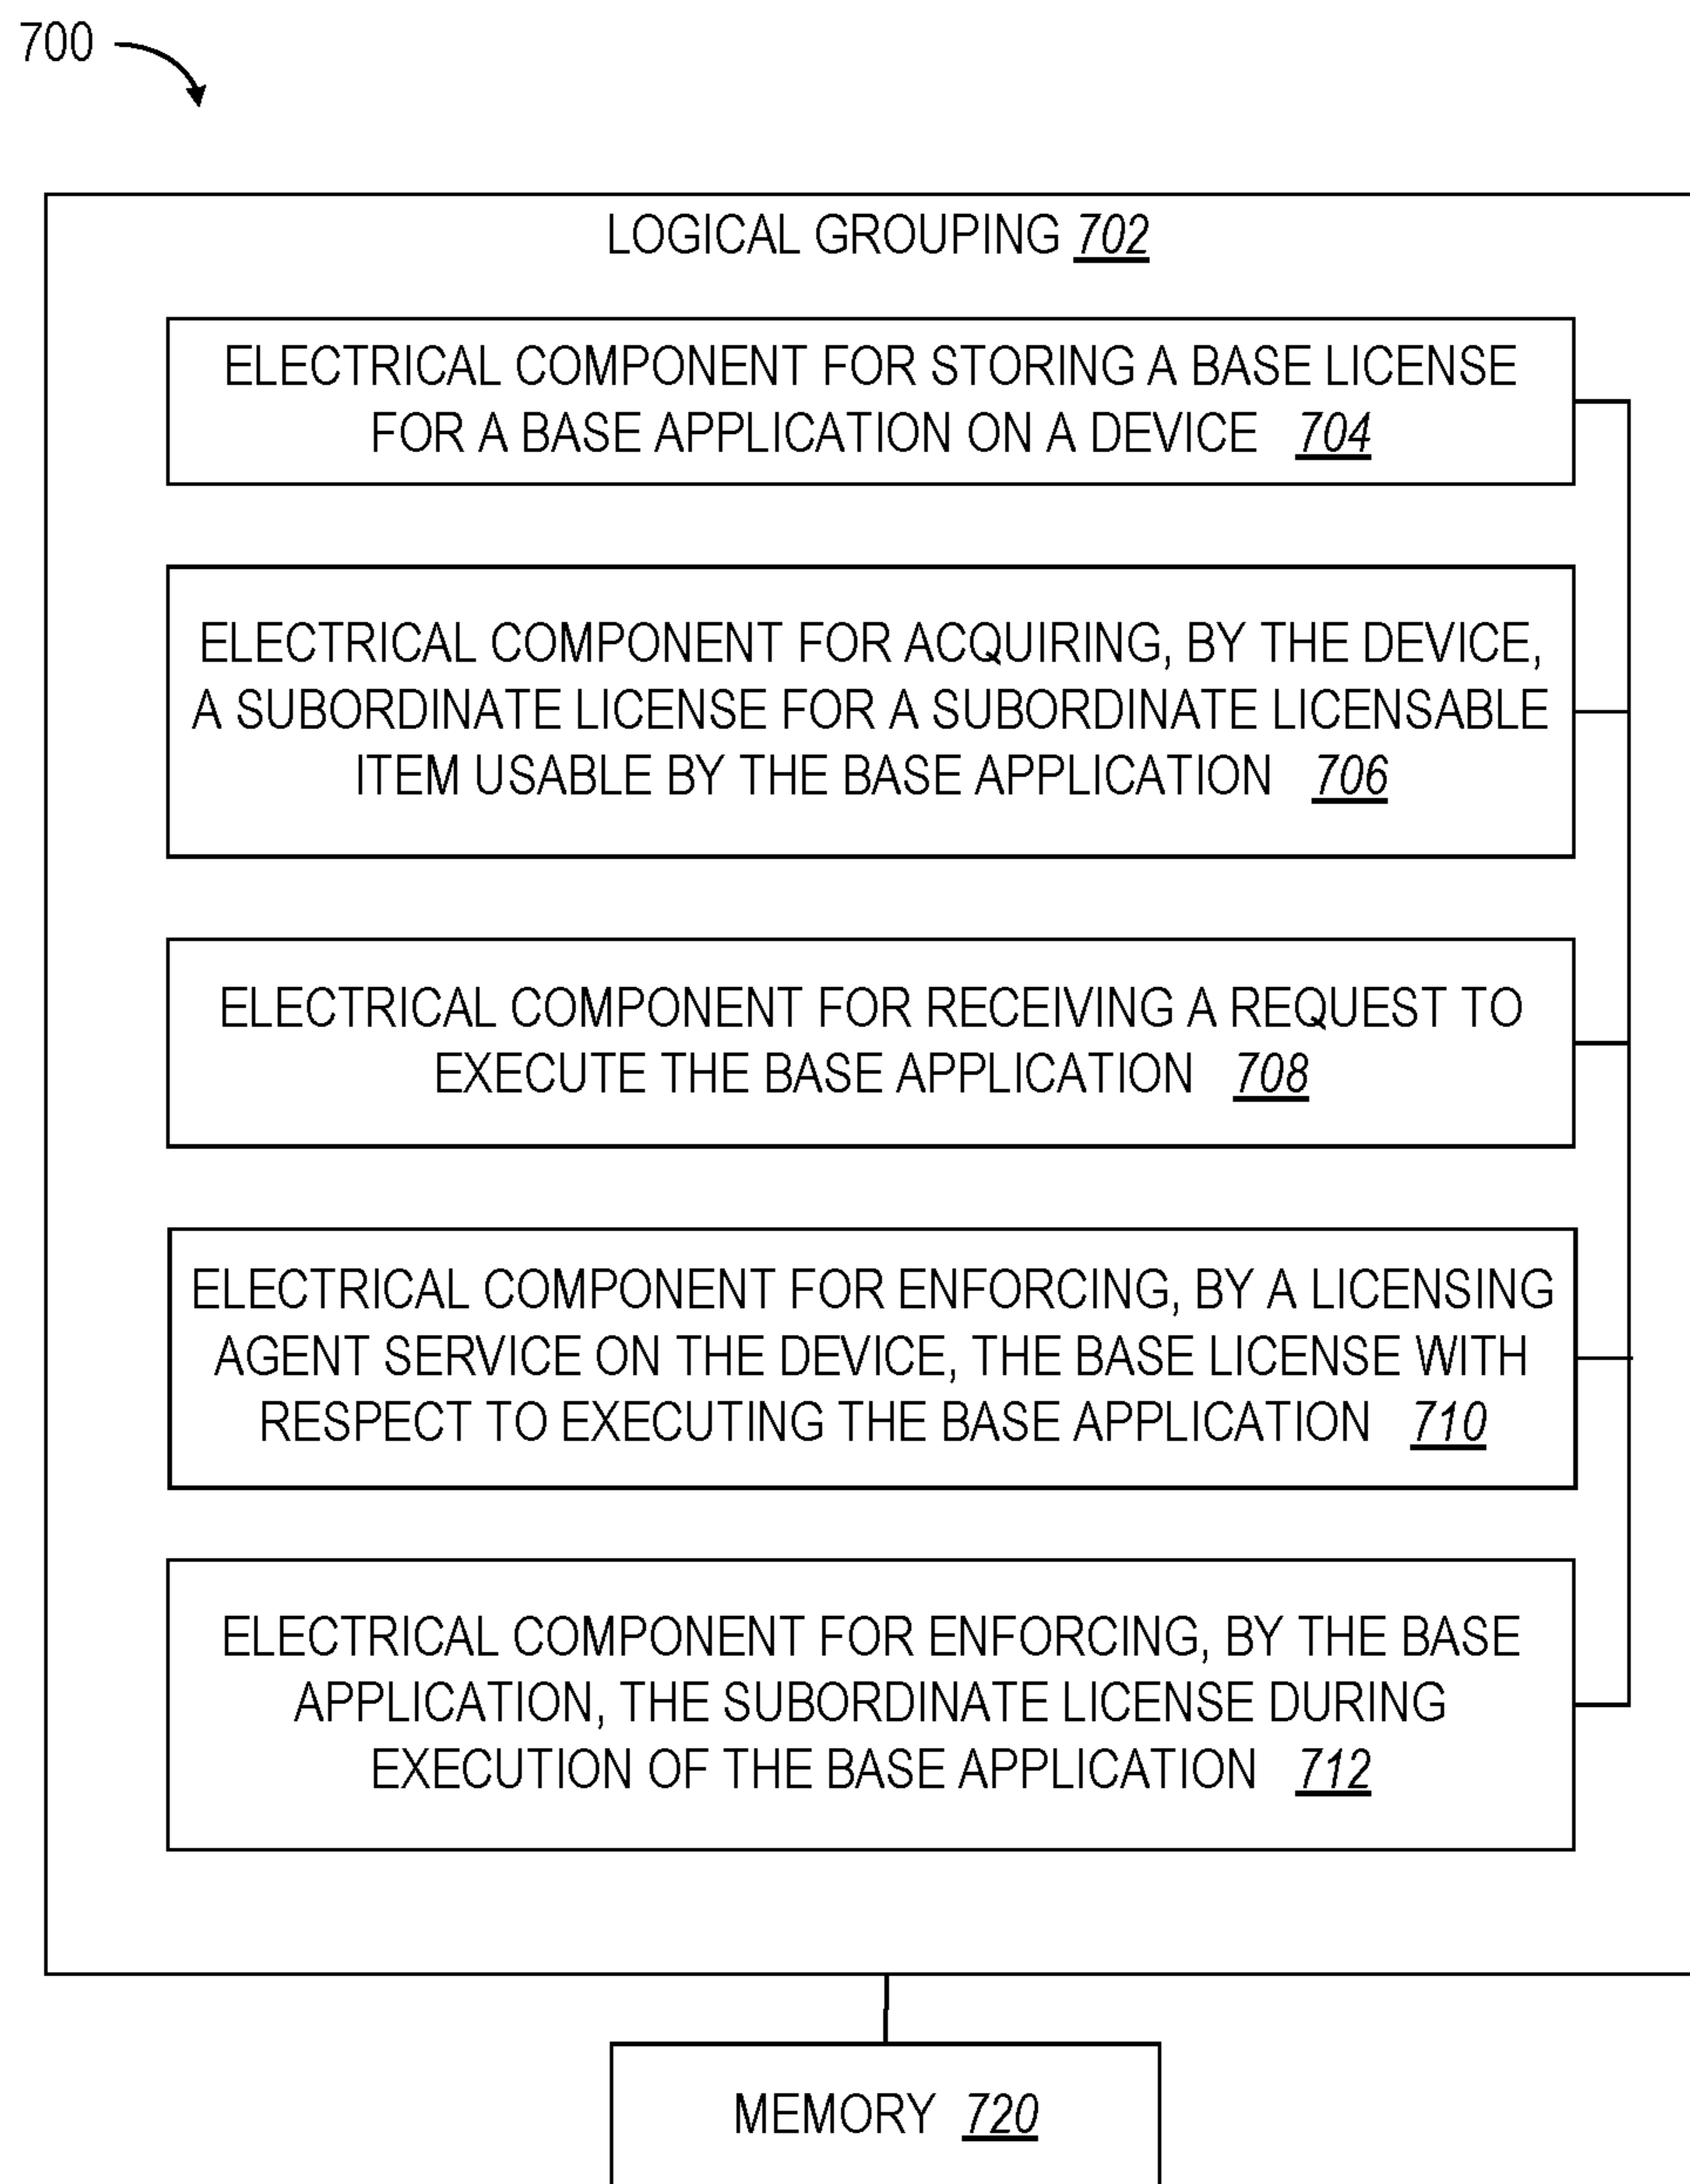 700
LOGICAL GROUPING 702
ELECTRICAL COMPONENT FOR STORING A BASE LICENSE
FOR A BASE APPLICATION ON A DEVICE 704
ELECTRICAL COMPONENT FOR ACQUIRING, BY THE DEVICE,
A SUBORDINATE LICENSE FOR A SUBORDINATE LICENSABLE
ITEM USABLE BY THE BASE APPLICATION 706
ELECTRICAL COMPONENT FOR RECEIVING A REQUEST TO
EXECUTE THE BASE APPLICATION 708
ELECTRICAL COMPONENT FOR ENFORCING, BY A LICENSING
AGENT SERVICE ON THE DEVICE, THE BASE LICENSE WITH
RESPECT TO EXECUTING THE BASE APPLICATION 710
ELECTRICAL COMPONENT FOR ENFORCING, BY THE BASE
APPLICATION, THE SUBORDINATE LICENSE DURING
EXECUTION OF THE BASE APPLICATION 712
MEMORY 720